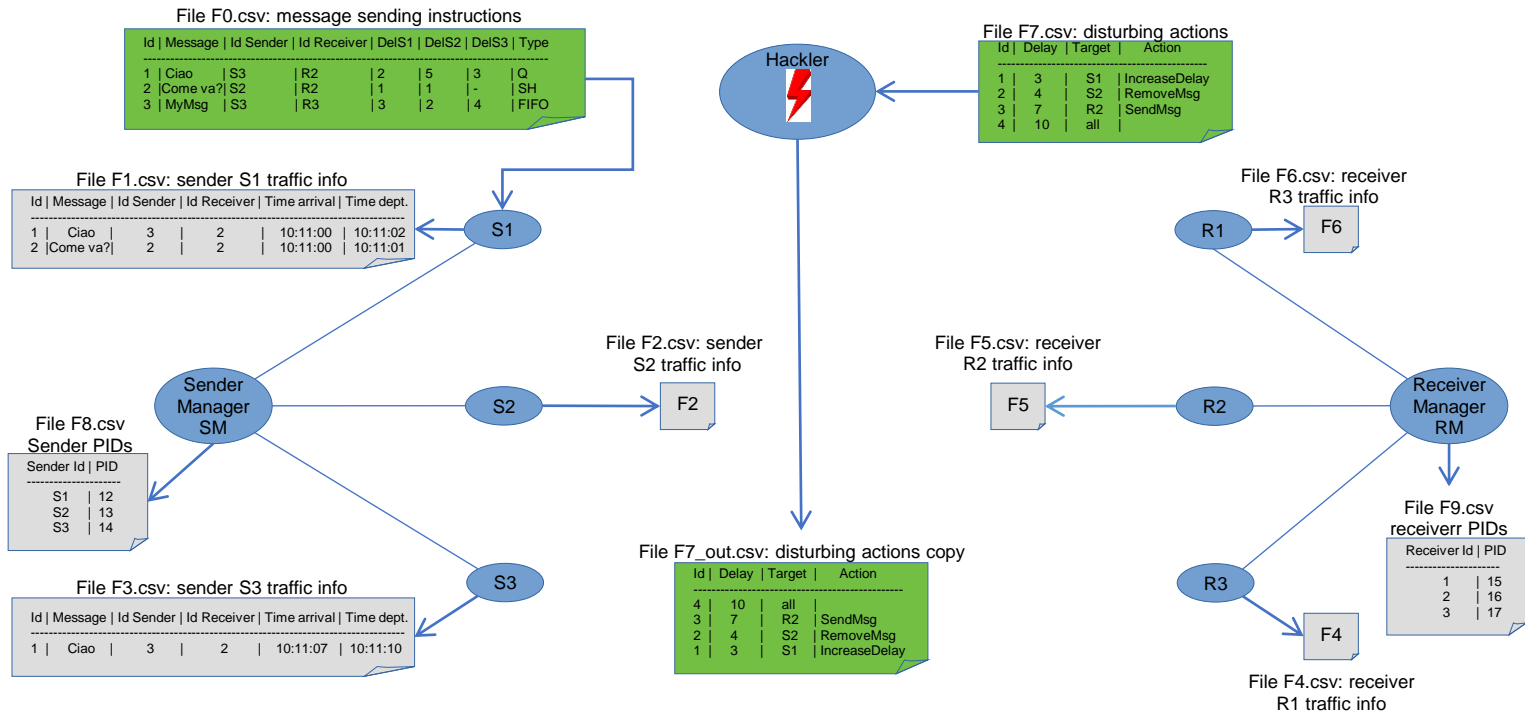 File F0.csv: message sending instructions
Id | Message | Id Sender | Id Receiver | DelS1 | DelS2 | DelS3 | Type
--------------------------------------------------------------------------------
1 | Ciao | S3 | R2 | 2 | 5 | 3 | Q
2 |Come va?| S2 | R2 | 1 | 1 | - | SH
3 | MyMsg | S3 | R3 | 3 | 2 | 4 | FIFO
Hackler
File F7.csv: disturbing actions
Id | Delay | Target | Action
----------------------------------------------
1 | 3 | S1 | IncreaseDelay
2 | 4 | S2 | RemoveMsg
3 | 7 | R2 | SendMsg
4 | 10 | all |
File F1.csv: sender S1 traffic info
Id | Message | Id Sender | Id Receiver | Time arrival | Time dept.
--------------------------------------------------------------------------------
1 | Ciao | 3 | 2 | 10:11:00 | 10:11:02
2 |Come va?| 2 | 2 | 10:11:00 | 10:11:01
S1
File F6.csv: receiver
R3 traffic info
R1
F6
File F2.csv: sender
S2 traffic info
File F5.csv: receiver
R2 traffic info
Sender
Manager
SM
S2
F2
F5
R2
Receiver
Manager
RM
File F8.csv
Sender PIDs
Sender Id | PID
----------------------
S1 | 12
S2 | 13
S3 | 14
File F9.csv
receiverr PIDs
Receiver Id | PID
----------------------
1 | 15
2 | 16
3 | 17
File F3.csv: sender S3 traffic info
Id | Message | Id Sender | Id Receiver | Time arrival | Time dept.
--------------------------------------------------------------------------------
1 | Ciao | 3 | 2 | 10:11:07 | 10:11:10
S3
File F7_out.csv: disturbing actions copy
Id | Delay | Target | Action
----------------------------------------------
4 | 10 | all |
3 | 7 | R2 | SendMsg
2 | 4 | S2 | RemoveMsg
1 | 3 | S1 | IncreaseDelay
R3
F4
File F4.csv: receiver
R1 traffic info